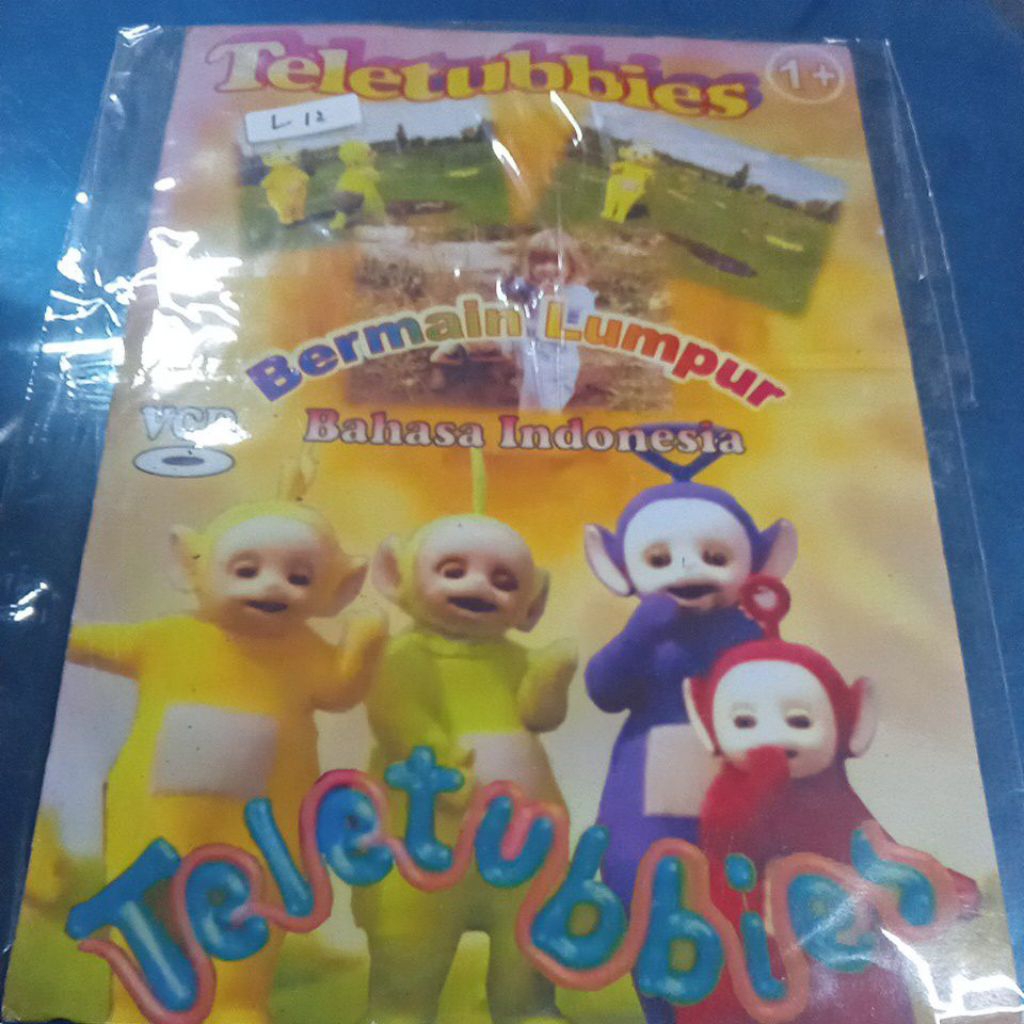 Teletubbies
1+
L 12
Bermain Lumpur
VCD
Bahasa Indonesia
Teletubbies